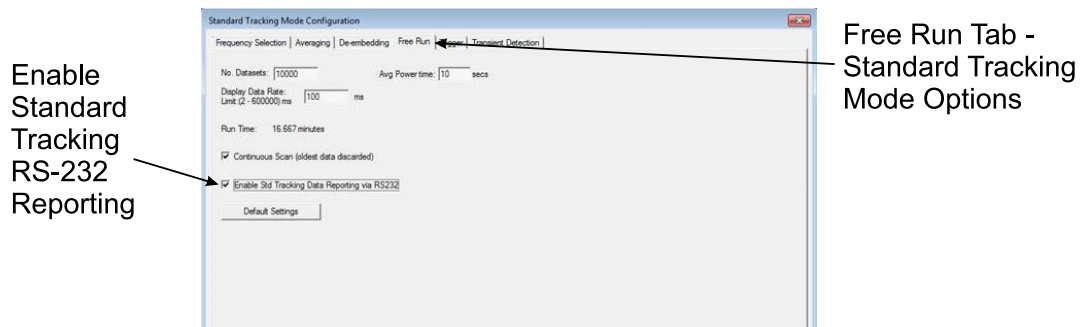 Standard Tracking Mode Configuration
Frequency Selection Averaging De-embedding Free Run Transient Detection
No. Datasets: 10000 Avg Power time: 10 secs
Display Data Rate:
Limit:(2 - 600000) ms 100 ms
Run Time: 16.667 minutes
Continuous Scan (oldest data discarded)
Enable Std Tracking Data Reporting via RS232
Default Settings
Enable
Standard
Tracking
RS-232
Reporting
Free Run Tab -
Standard Tracking
Mode Options